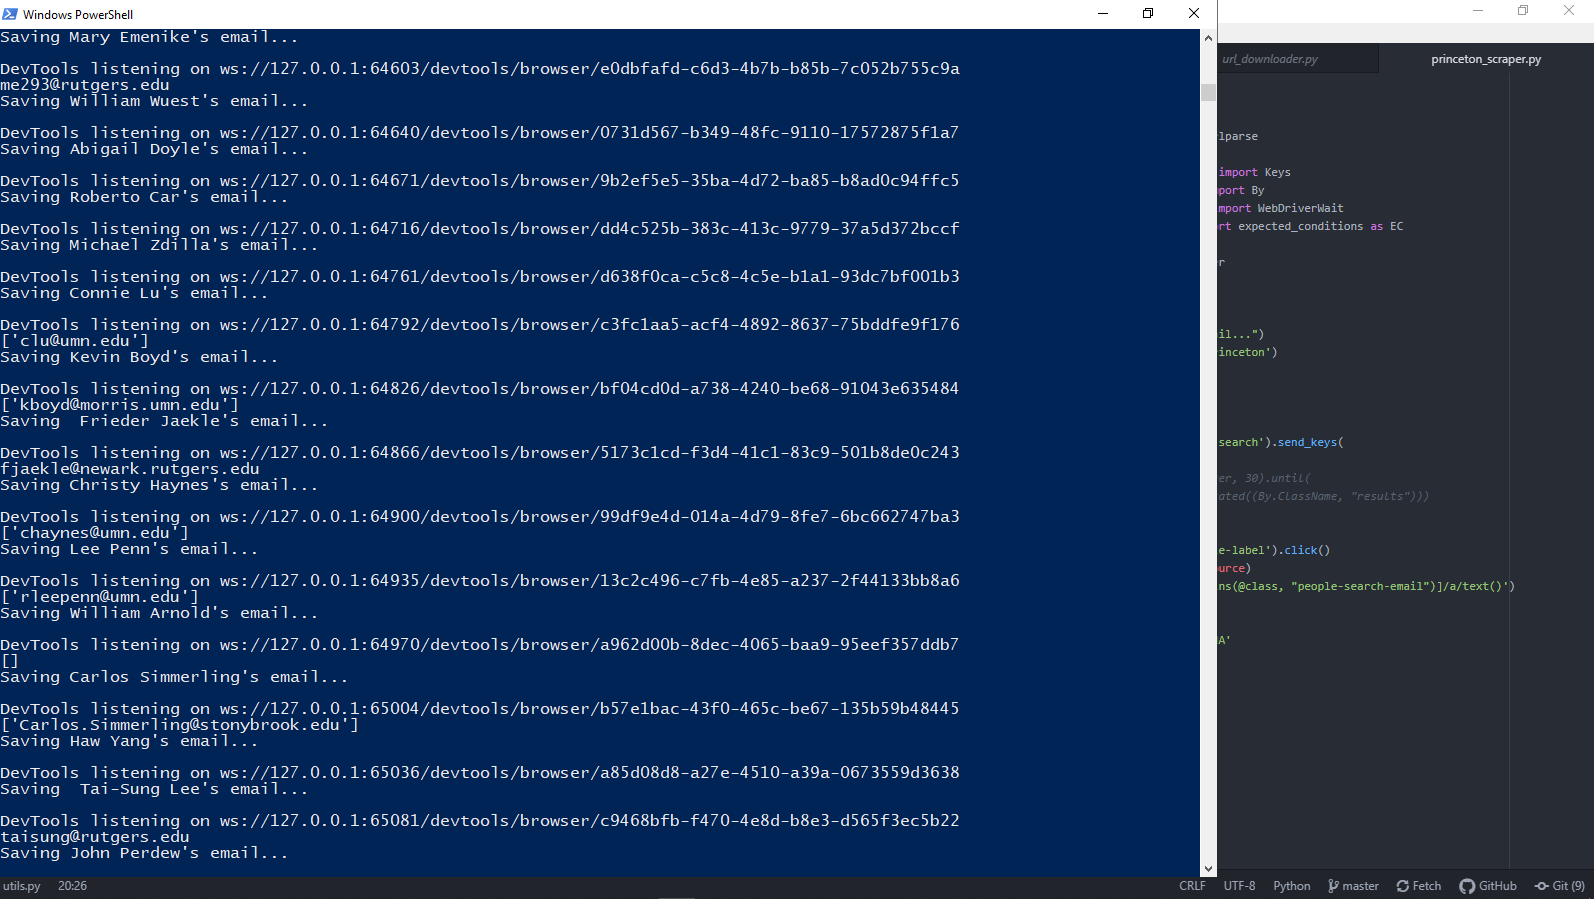 Windows PowerShell
Saving Mary Emenike's email...
DevTools listening on ws://127.0.0.1:64603/devtools/browser/e0dbfafd-c6d3-4b7b-b85b-7c052b755c9a
me293@rutgers.edu
Saving William Wuest's email...
DevTools listening on ws://127.0.0.1:64640/devtools/browser/0731d567-b349-48fc-9110-17572875f1a7
Saving Abigail Doyle's email...
DevTools listening on ws://127.0.0.1:64671/devtools/browser/9b2ef5e5-35ba-4d72-ba85-b8ad0c94ffc5
Saving Roberto Car's email...
DevTools listening on ws://127.0.0.1:64716/devtools/browser/dd4c525b-383c-413c-9779-37a5d372bccf
Saving Michael Zdilla's email...
DevTools listening on ws://127.0.0.1:64761/devtools/browser/d638f0ca-c5c8-4c5e-b1a1-93dc7bf001b3
Saving Connie Lu's email...
DevTools listening on ws://127.0.0.1:64792/devtools/browser/c3fc1aa5-acf4-4892-8637-75bddfe9f176
['clu@umn.edu']
Saving Kevin Boyd's email...
DevTools listening on ws://127.0.0.1:64826/devtools/browser/bf04cd0d-a738-4240-be68-91043e635484
['kboyd@morris.umn.edu']
Saving  Frieder Jaekle's email...
DevTools listening on ws://127.0.0.1:64866/devtools/browser/5173c1cd-f3d4-41c1-83c9-501b8de0c243
fjaekle@newark.rutgers.edu
Saving Christy Haynes's email...
DevTools listening on ws://127.0.0.1:64900/devtools/browser/99df9e4d-014a-4d79-8fe7-6bc662747ba3
['chaynes@umn.edu']
Saving Lee Penn's email...
DevTools listening on ws://127.0.0.1:64935/devtools/browser/13c2c496-c7fb-4e85-a237-2f44133bb8a6
['rleepenn@umn.edu']
Saving William Arnold's email...
DevTools listening on ws://127.0.0.1:64970/devtools/browser/a962d00b-8dec-4065-baa9-95eef357ddb7
[]
Saving Carlos Simmerling's email...
DevTools listening on ws://127.0.0.1:65004/devtools/browser/b57e1bac-43f0-465c-be67-135b59b48445
['Carlos.Simmerling@stonybrook.edu']
Saving Haw Yang's email...
DevTools listening on ws://127.0.0.1:65036/devtools/browser/a85d08d8-a27e-4510-a39a-0673559d3638
Saving  Tai-Sung Lee's email...
DevTools listening on ws://127.0.0.1:65081/devtools/browser/c9468bfb-f470-4e8d-b8e3-d565f3ec5b22
taisung@rutgers.edu
Saving John Perdew's email...
url_downloader.py princeton_scraper.py
lparse
import Keys
port By
mport WebDriverWait
rt expected_conditions as EC
r
il...")
inceton')
search').send_keys(
er, 30).until(
ated((By.ClassName, "results")))
e-label').click()
urce)
ns(@class, "people-search-email")]/a/text()')
A'
utils.py 20:26 CRLF UTF-8 Python master Fetch GitHub Git (9)